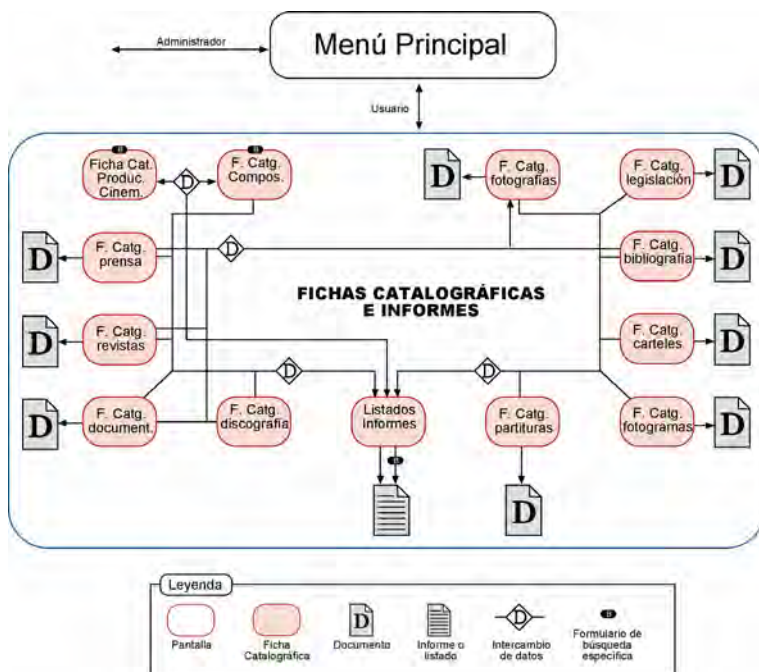 Menú Principal
Administrador
Usuario
Ficha Cat.
Produc.
Cinem.
D
F. Catg.
Compos.
D
F. Catg.
fotografías
F. Catg.
legislación
D
D
F. Catg.
prensa
D
F. Catg.
bibliografía
D
FICHAS CATALOGRÁFICAS
E INFORMES
D
F. Catg.
revistas
F. Catg.
carteles
D
D
D
D
F. Catg.
document.
F. Catg.
discografía
Listados
Informes
F. Catg.
partituras
F. Catg.
fotogramas
D
D
Leyenda
D
D
Pantalla
Ficha
Catalográfica
Documento
Informe o
listado
Intercambio
de datos
Formulario de
búsqueda
específica